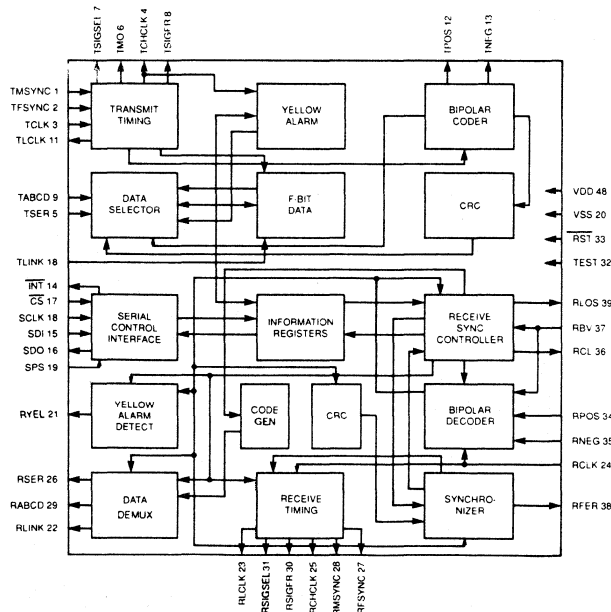 TSIGSEL 7
TMO 6
TCHCLK 4
TSIGFR 8
TPOS 12
TNEG 13
TMSYNC 1
TFSYNC 2
TCLK 3
TLCLK 11
TRANSMIT
TIMING
YELLOW
ALARM
BIPOLAR
CODER
TABCD 9
TSER 5
DATA
SELECTOR
F-BIT
DATA
CRC
VDD 48
VSS 20
RST 33
TEST 32
TLINK 18
INT 14
CS 17
SCLK 18
SDI 15
SDO 16
SPS 19
SERIAL
CONTROL
INTERFACE
INFORMATION
REGISTERS
RECEIVE
SYNC
CONTROLLER
RLOS 39
RBV 37
RCL 36
RYEL 21
YELLOW
ALARM
DETECT
CODE
GEN
CRC
BIPOLAR
DECODER
RPOS 34
RNEG 35
RCLK 24
RSER 26
RABCD 29
RLINK 22
DATA
DEMUX
RECEIVE
TIMING
SYNCHRO-
NIZER
RFER 38
RLCLK 23
RSIGSEL 31
RSIGFR 30
RCHCLK 25
RMSYNC 28
RFSYNC 27